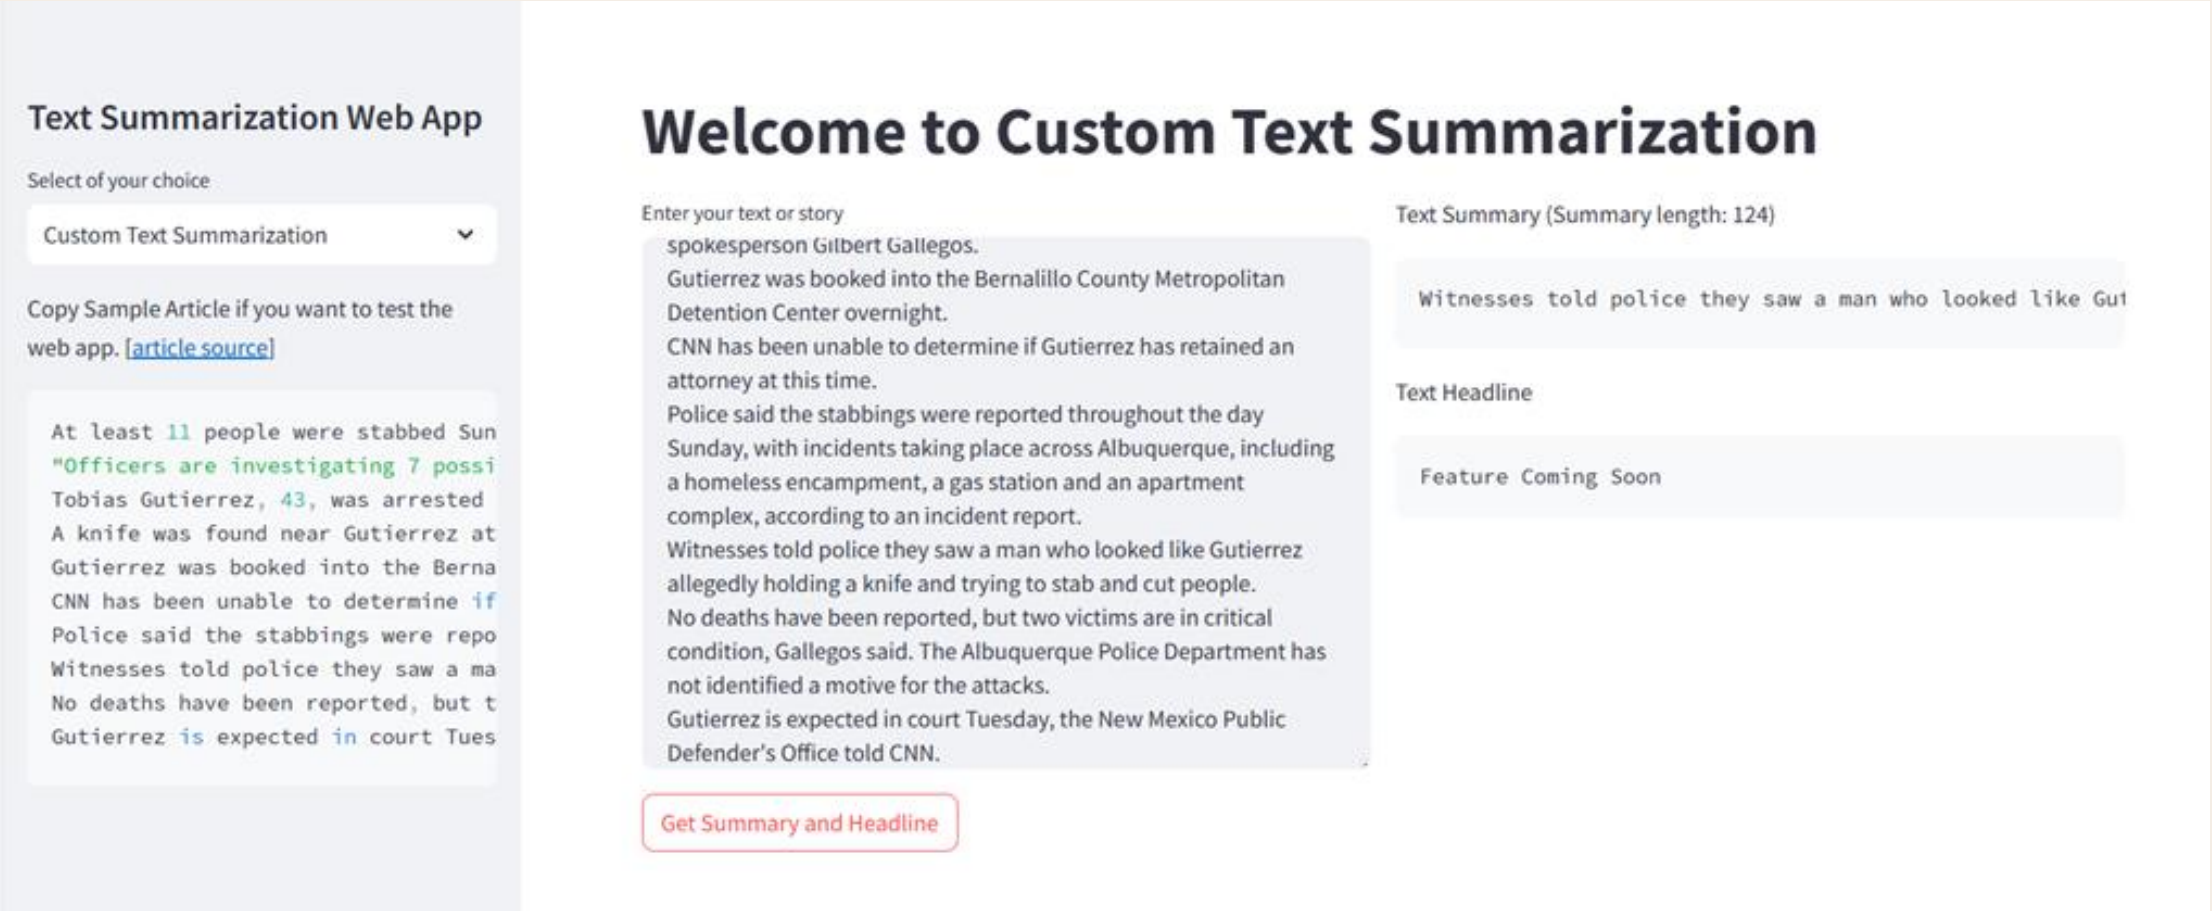 Text Summarization Web App
Select of your choice
Custom Text Summarization
Copy Sample Article if you want to test the
web app. [article source]
At least 11 people were stabbed Sun
"Officers are investigating 7 possi
Tobias Gutierrez, 43, was arrested
A knife was found near Gutierrez at
Gutierrez was booked into the Berna
CNN has been unable to determine if
Police said the stabbings were repo
Witnesses told police they saw a ma
No deaths have been reported, but t
Gutierrez is expected in court Tues
Welcome to Custom Text Summarization
Enter your text or story
spokesperson Gilbert Gallegos.
Gutierrez was booked into the Bernalillo County Metropolitan
Detention Center overnight.
CNN has been unable to determine if Gutierrez has retained an
attorney at this time.
Police said the stabbings were reported throughout the day
Sunday, with incidents taking place across Albuquerque, including
a homeless encampment, a gas station and an apartment
complex, according to an incident report.
Witnesses told police they saw a man who looked like Gutierrez
allegedly holding a knife and trying to stab and cut people.
No deaths have been reported, but two victims are in critical
condition, Gallegos said. The Albuquerque Police Department has
not identified a motive for the attacks.
Gutierrez is expected in court Tuesday, the New Mexico Public
Defender's Office told CNN.
Get Summary and Headline
Text Summary (Summary length: 124)
Witnesses told police they saw a man who looked like Gut
Text Headline
Feature Coming Soon